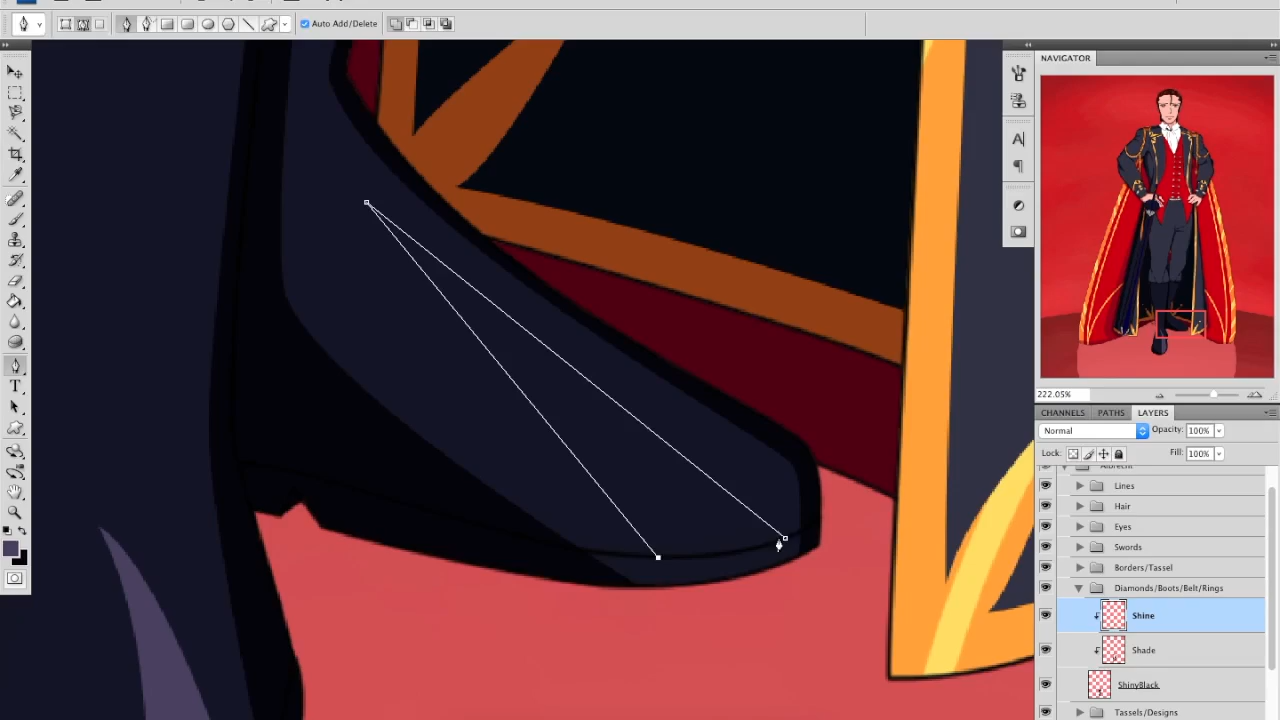 Auto Add/Delete
NAVIGATOR
222.05%
CHANNELS PATHS LAYERS
Normal Opacity: 100%
Lock: Fill: 100%
Albrecht
Lines
Hair
Eyes
Swords
Borders/Tassel
Diamonds/Boots/Belt/Rings
Shine
Shade
ShinyBlack
Tassels/Designs